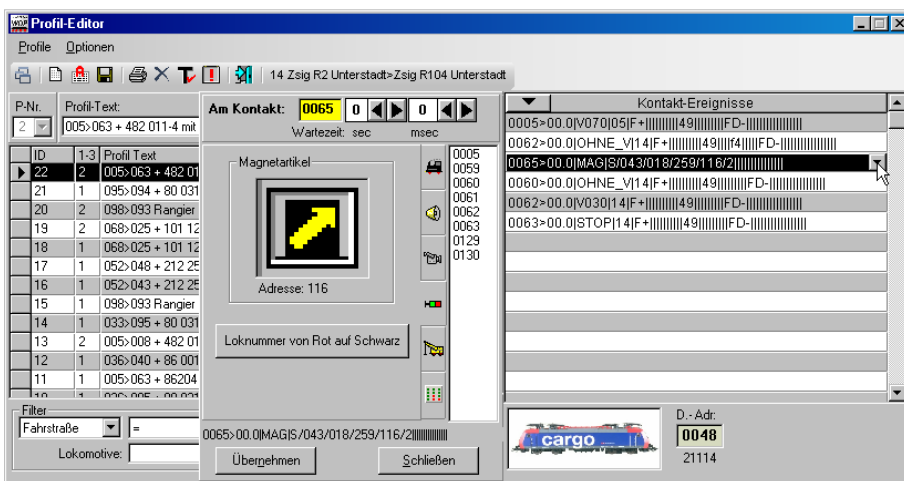 Profil-Editor
Profile Optionen
14 Zsig R2 Unterstadt>Zsig R104 Unterstadt
P-Nr. Profil-Text:
2 005>063 + 482 011-4 mit
ID 1-3 Profil Text
22 2 005>063 + 482 01
21 1 095>094 + 80 031
20 2 098>093 Rangier
19 2 068>025 + 101 12
18 1 068>025 + 101 12
17 1 052>048 + 212 25
16 1 052>043 + 212 25
15 1 098>093 Rangier
14 1 033>095 + 80 031
13 2 005>008 + 482 01
12 1 036>040 + 86 001
11 1 005>063 + 86204
Filter
Fahrstraße =
Lokomotive:
Am Kontakt: 0065 0 0
Wartezeit: sec msec
Magnetartikel
Adresse: 116
Loknummer von Rot auf Schwarz
0005
0059
0060
0061
0062
0063
0129
0130
0065>00.0|MAG|S/043/018/259/116/2||||||||||||||
Übernehmen Schließen
Kontakt-Ereignisse
0005>00.0|V070|05|F+||||||||||49||||||||FD-||||||||||||||||
0062>00.0|OHNE_V|14|F+||||||||||49||||f4|||||FD-||||||||||||||||
0065>00.0|MAG|S/043/018/259/116/2||||||||||||||
0060>00.0|OHNE_V|14|F+||||||||||49||||||||FD-||||||||||||||||
0062>00.0|V030|14|F+||||||||||49||||||||FD-||||||||||||||||
0063>00.0|STOP|14|F+||||||||||49||||||||FD-||||||||||||||||
cargo
D.- Adr:
0048
21114